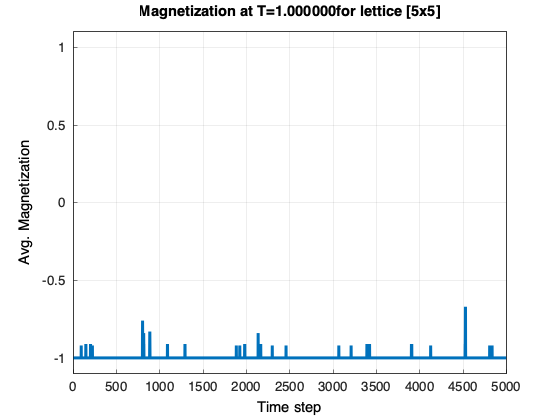 Magnetization at T=1.000000for lettice [5x5]
1
0.5
0
-0.5
-1
Avg. Magnetization
0 500 1000 1500 2000 2500 3000 3500 4000 4500 5000
Time step